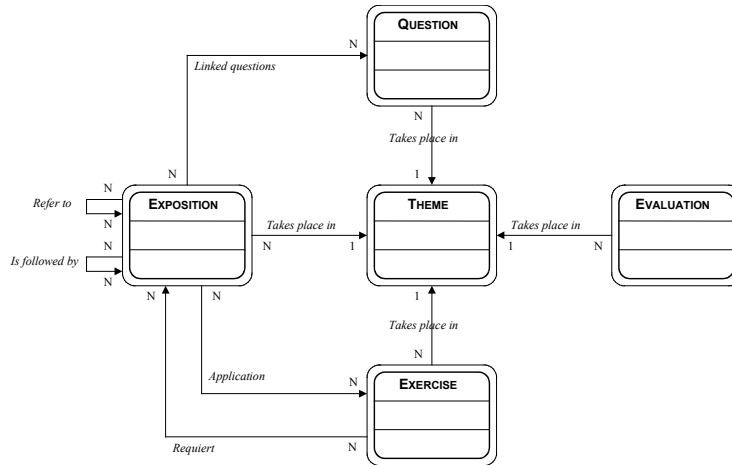 QUESTION
N
Linked questions
N
Takes place in
N
N
1
Refer to
N
EXPOSITION
Takes place in
THEME
Takes place in
EVALUATION
N
N
1
1
N
Is followed by
N
N
N
1
Takes place in
N
Application
N
EXERCISE
Requiert
N